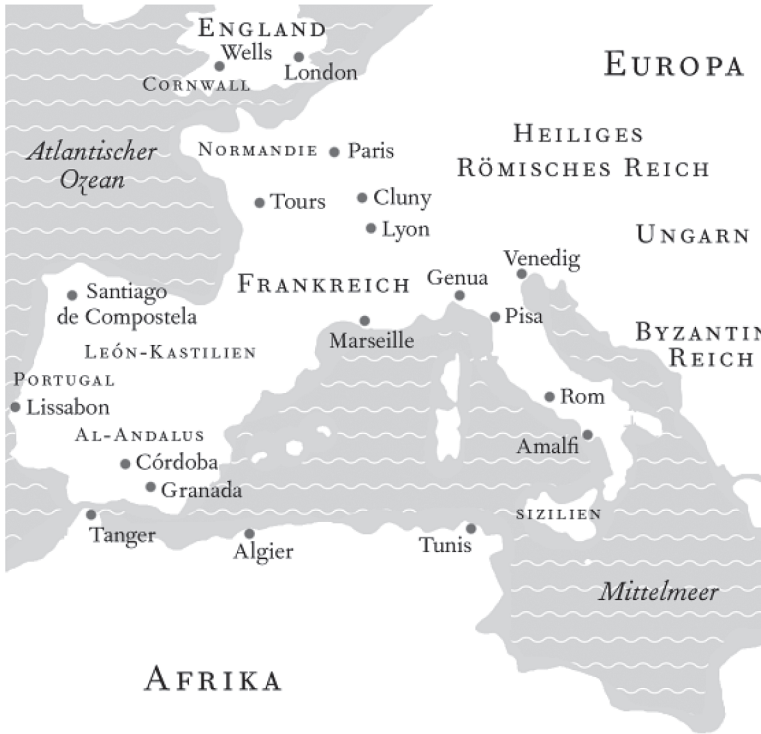 ENGLAND
Wells
London
CORNWALL
EUROPA
HEILIGES
RÖMISCHES REICH
Atlantischer
Ozean
NORMANDIE
Paris
Tours
Cluny
Lyon
UNGARN
Venedig
FRANKREICH
Genua
Santiago
de Compostela
Pisa
Marseille
BYZANTIN
REICH
LEÓN-KASTILIEN
PORTUGAL
Lissabon
Rom
AL-ANDALUS
Amalfi
Córdoba
Granada
SIZILIEN
Tanger
Algier
Tunis
Mittelmeer
AFRIKA